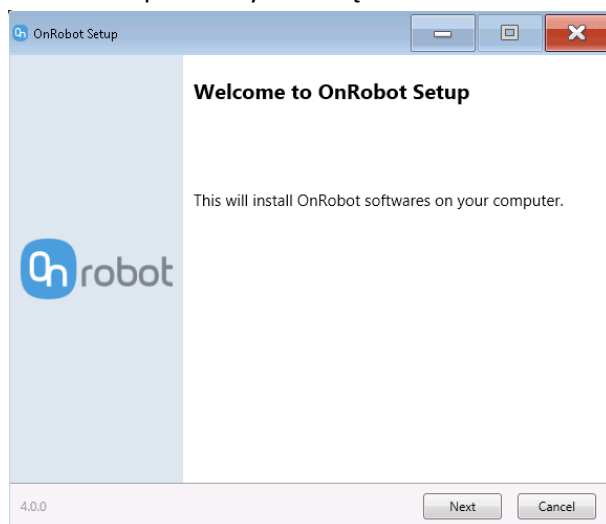 OnRobot Setup
Welcome to OnRobot Setup
This will install OnRobot softwares on your computer.
On robot
4.0.0
Next
Cancel